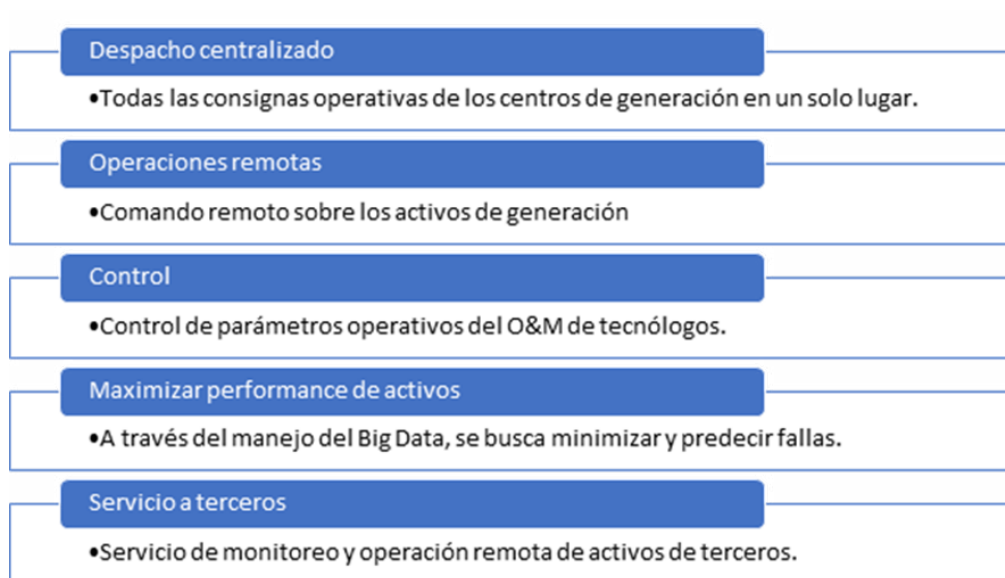 Despacho centralizado
•Todas las consignas operativas de los centros de generación en un solo lugar.
Operaciones remotas
•Comando remoto sobre los activos de generación
Control
•Control de parámetros operativos del O&M de tecnólogos.
Maximizar performance de activos
•A través del manejo del Big Data, se busca minimizar y predecir fallas.
Servicio a terceros
•Servicio de monitoreo y operación remota de activos de terceros.